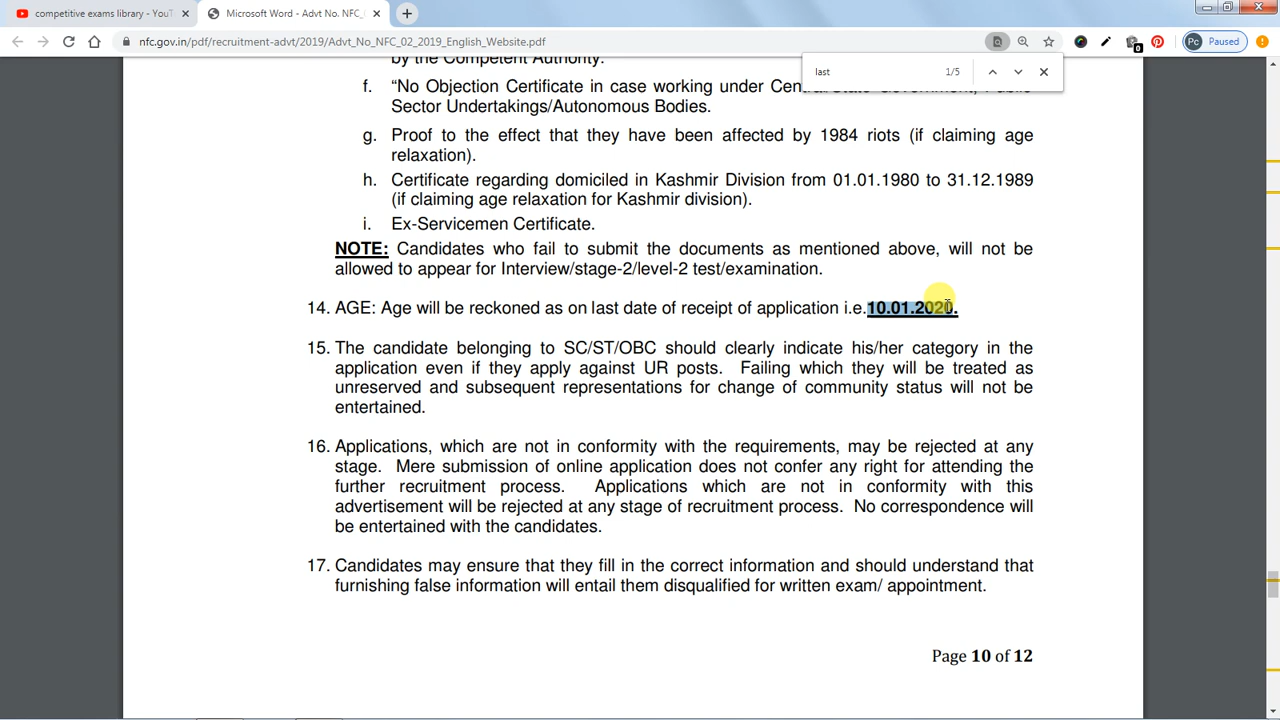 competitive exams library - YouT
Microsoft Word - Advt No. NFC_
nfc.gov.in/pdf/recruitment-advt/2019/Advt_No_NFC_02_2019_English_Website.pdf
0
Pc Paused
last 1/5
by the Competent Authority.
f. “No Objection Certificate in case working under
Sector Undertakings/Autonomous Bodies.
g. Proof to the effect that they have been affected by 1984 riots (if claiming age
relaxation).
h. Certificate regarding domiciled in Kashmir Division from 01.01.1980 to 31.12.1989
(if claiming age relaxation for Kashmir division).
i. Ex-Servicemen Certificate.
NOTE: Candidates who fail to submit the documents as mentioned above, will not be
allowed to appear for Interview/stage-2/level-2 test/examination.
14. AGE: Age will be reckoned as on last date of receipt of application i.e.10.01.2020.
15. The candidate belonging to SC/ST/OBC should clearly indicate his/her category in the
application even if they apply against UR posts. Failing which they will be treated as
unreserved and subsequent representations for change of community status will not be
entertained.
16. Applications, which are not in conformity with the requirements, may be rejected at any
stage. Mere submission of online application does not confer any right for attending the
further recruitment process. Applications which are not in conformity with this
advertisement will be rejected at any stage of recruitment process. No correspondence will
be entertained with the candidates.
17. Candidates may ensure that they fill in the correct information and should understand that
furnishing false information will entail them disqualified for written exam/ appointment.
Page 10 of 12